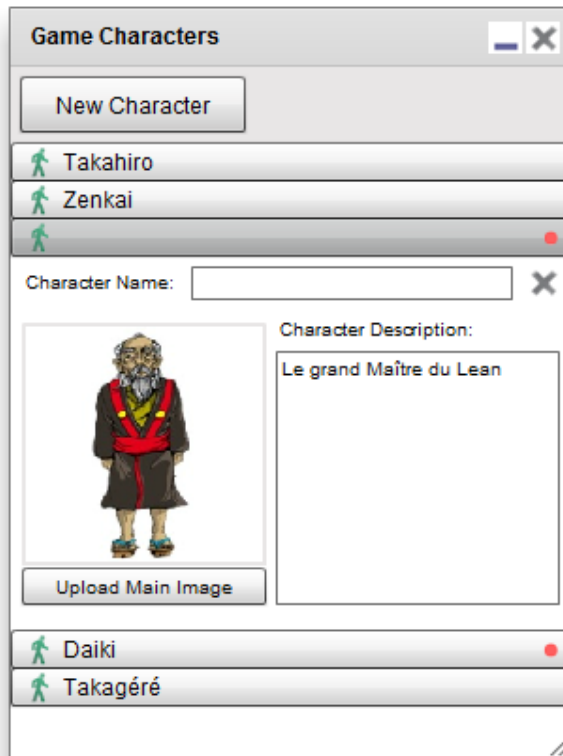 Game Characters
New Character
Takahiro
Zenkai
Character Name:
Character Description:
Le grand Maître du Lean
Upload Main Image
Daiki
Takagéré